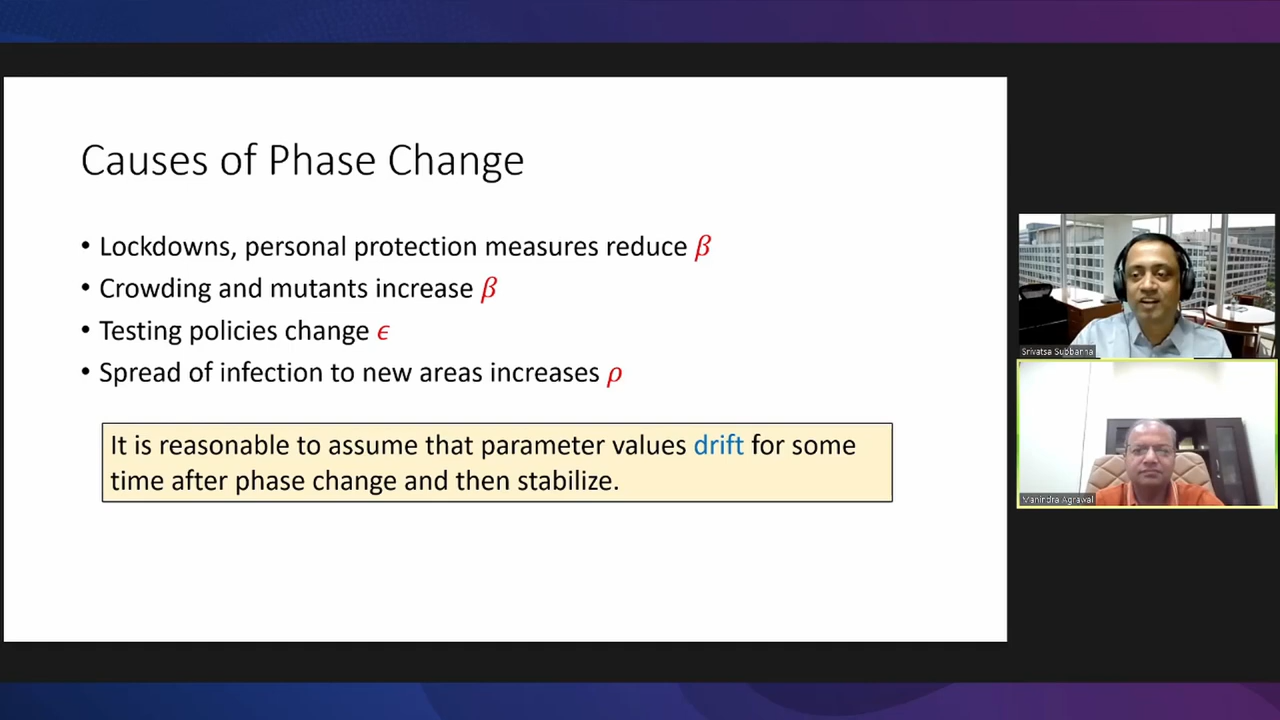 Causes of Phase Change
• Lockdowns, personal protection measures reduce β
• Crowding and mutants increase β
• Testing policies change ϵ
• Spread of infection to new areas increases ρ
It is reasonable to assume that parameter values drift for some
time after phase change and then stabilize.
Srivatsa Subbanna
Manindra Agrawal